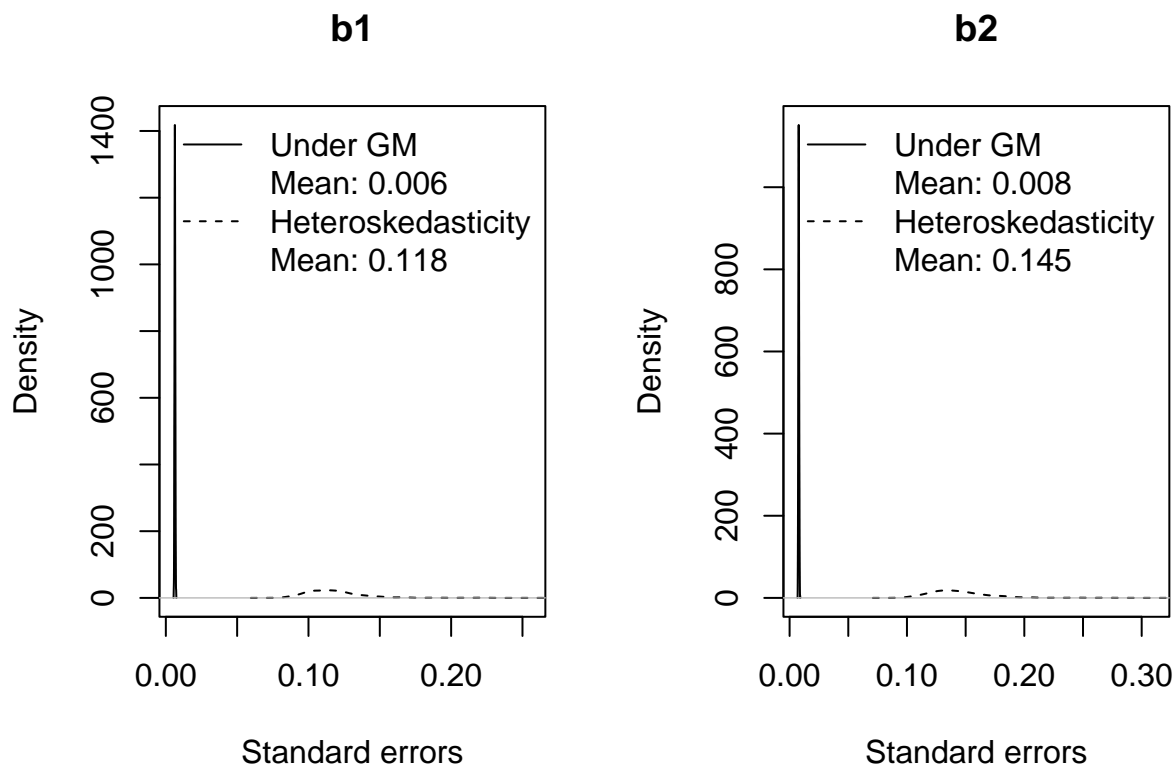 b1
Density
1400
1000
600
200
0
Under GM
Mean: 0.006
Heteroskedasticity
Mean: 0.118
0.00
0.10
0.20
Standard errors
b2
Density
800
600
400
200
0
Under GM
Mean: 0.008
Heteroskedasticity
Mean: 0.145
0.00
0.10
0.20
0.30
Standard errors